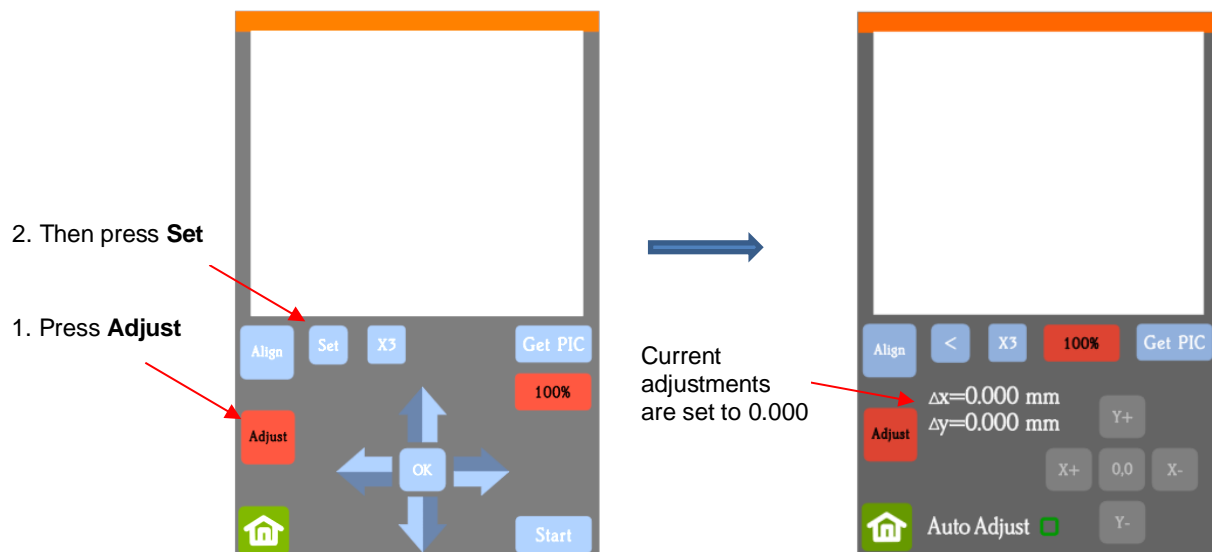 2. Then press Set
1. Press Adjust
Align
Set
X3
Get PIC
100%
Adjust
OK
Start
Current
adjustments
are set to 0.000
Align
<
X3
100%
Get PIC
Adjust
Δx=0.000 mm
Δy=0.000 mm
Y+
X+
0,0
X-
Y-
Auto Adjust